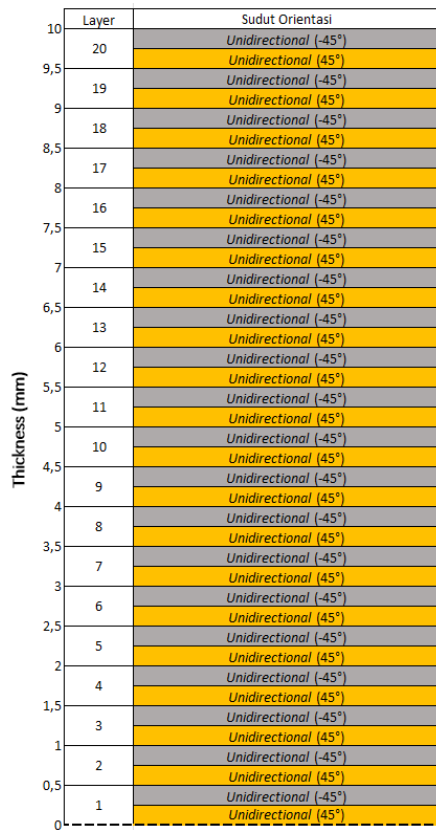 Layer Sudut Orientasi
10
20 Unidirectional (-45°)
Unidirectional (45°)
9,5
19 Unidirectional (-45°)
Unidirectional (45°)
9
18 Unidirectional (-45°)
Unidirectional (45°)
8,5
17 Unidirectional (-45°)
Unidirectional (45°)
8
16 Unidirectional (-45°)
Unidirectional (45°)
7,5
15 Unidirectional (-45°)
Unidirectional (45°)
7
14 Unidirectional (-45°)
Unidirectional (45°)
6,5
13 Unidirectional (-45°)
Unidirectional (45°)
6
12 Unidirectional (-45°)
Unidirectional (45°)
5,5
11 Unidirectional (-45°)
Unidirectional (45°)
5
10 Unidirectional (-45°)
Unidirectional (45°)
4,5
9 Unidirectional (-45°)
Unidirectional (45°)
4
8 Unidirectional (-45°)
Unidirectional (45°)
3,5
7 Unidirectional (-45°)
Unidirectional (45°)
3
6 Unidirectional (-45°)
Unidirectional (45°)
2,5
5 Unidirectional (-45°)
Unidirectional (45°)
2
4 Unidirectional (-45°)
Unidirectional (45°)
1,5
3 Unidirectional (-45°)
Unidirectional (45°)
1
2 Unidirectional (-45°)
Unidirectional (45°)
0,5
1 Unidirectional (-45°)
Unidirectional (45°)
0
Thickness (mm)